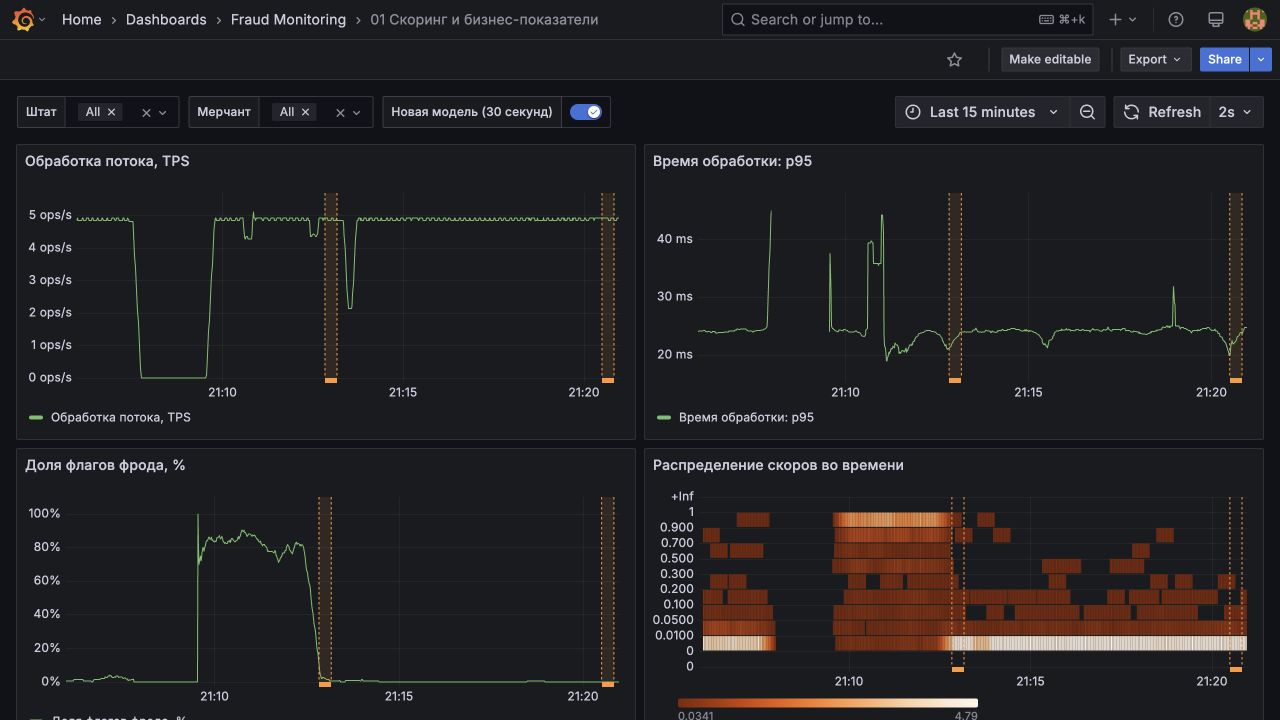 Home › Dashboards › Fraud Monitoring › 01 Скоринг и бизнес-показатели
Search or jump to...
⌘+k
Make editable
Export
Share
Штат
All
Мерчант
All
Новая модель (30 секунд)
Last 15 minutes
Refresh
2s
Обработка потока, TPS
5 ops/s
4 ops/s
3 ops/s
2 ops/s
1 ops/s
0 ops/s
21:10
21:15
21:20
Обработка потока, TPS
Время обработки: p95
40 ms
30 ms
20 ms
21:10
21:15
21:20
Время обработки: p95
Доля флагов фрода, %
100%
80%
60%
40%
20%
0%
21:10
21:15
21:20
Доля флагов фрода, %
Распределение скоров во времени
+Inf
1
0.900
0.700
0.500
0.300
0.200
0.100
0.0500
0.0100
0
0
21:10
21:15
21:20
0.0341
4.79